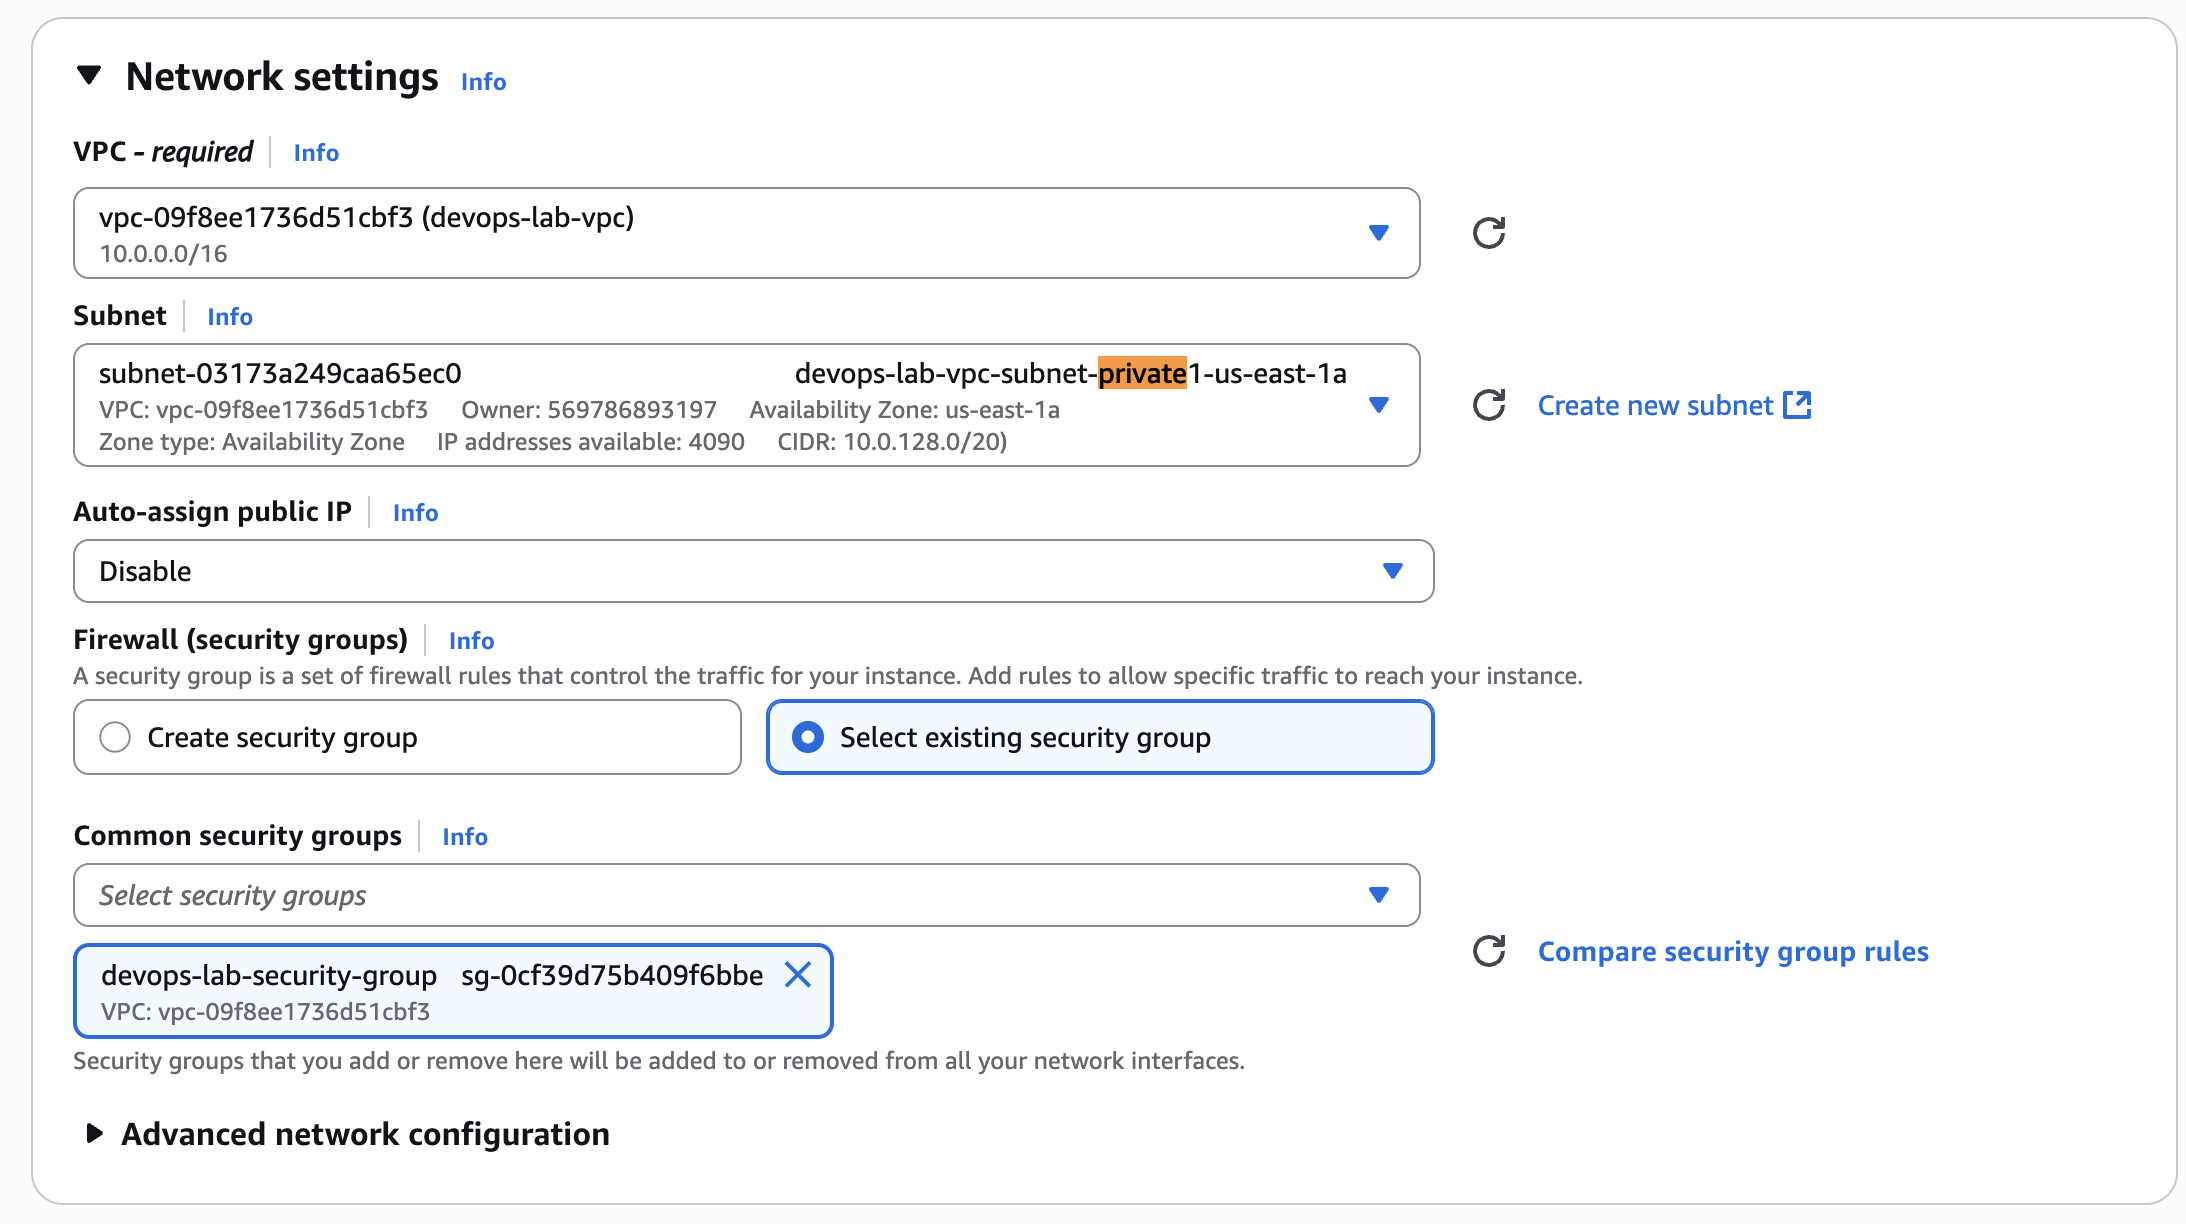 Network settings Info
VPC - required Info
vpc-09f8ee1736d51cbf3 (devops-lab-vpc)
10.0.0.0/16
Subnet Info
subnet-03173a249caa65ec0 devops-lab-vpc-subnet-private1-us-east-1a
VPC: vpc-09f8ee1736d51cbf3 Owner: 569786893197 Availability Zone: us-east-1a
Zone type: Availability Zone IP addresses available: 4090 CIDR: 10.0.128.0/20)
Create new subnet
Auto-assign public IP Info
Disable
Firewall (security groups) Info
A security group is a set of firewall rules that control the traffic for your instance. Add rules to allow specific traffic to reach your instance.
Create security group Select existing security group
Common security groups Info
Select security groups
devops-lab-security-group sg-0cf39d75b409f6bbe
VPC: vpc-09f8ee1736d51cbf3
Compare security group rules
Security groups that you add or remove here will be added to or removed from all your network interfaces.
Advanced network configuration